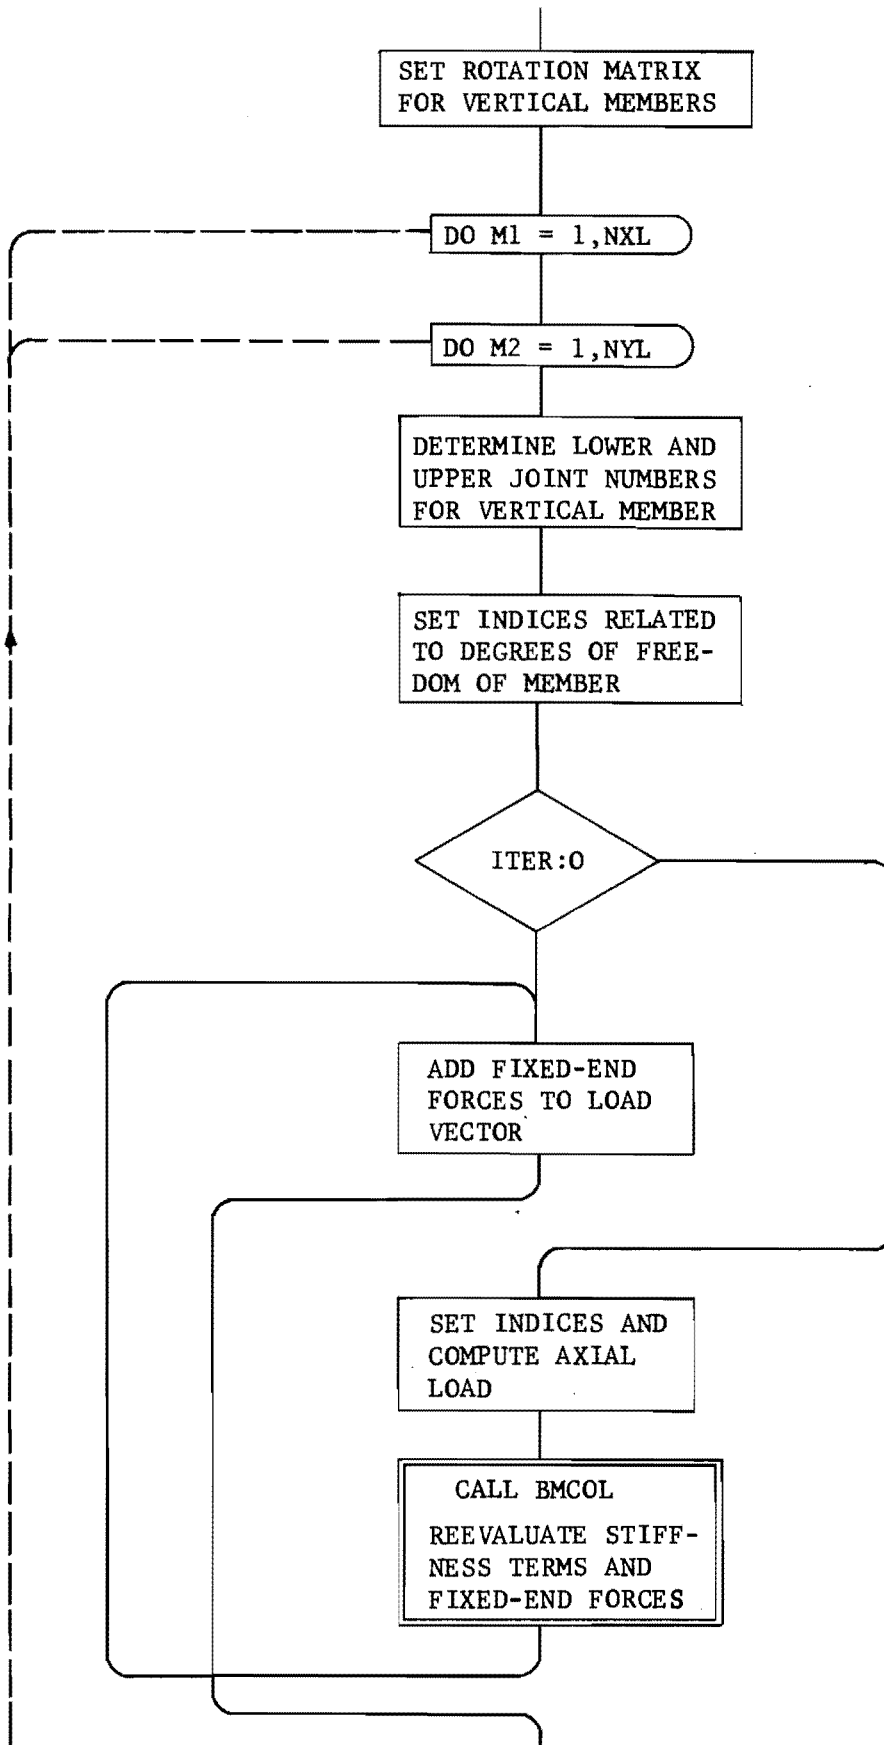 SET ROTATION MATRIX
FOR VERTICAL MEMBERS
DO M1 = 1,NXL
DO M2 = 1,NYL
DETERMINE LOWER AND
UPPER JOINT NUMBERS
FOR VERTICAL MEMBER
SET INDICES RELATED
TO DEGREES OF FREE-
DOM OF MEMBER
ITER:0
ADD FIXED-END
FORCES TO LOAD
VECTOR
SET INDICES AND
COMPUTE AXIAL
LOAD
CALL BMCOL
REEVALUATE STIFF-
NESS TERMS AND
FIXED-END FORCES